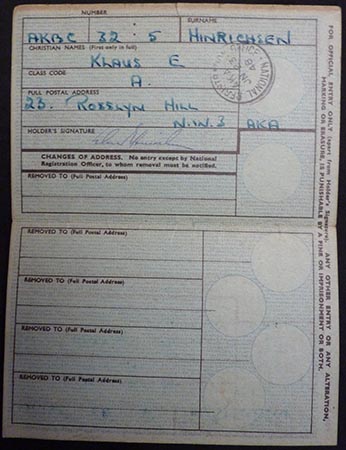 NUMBER SURNAME
AKBC 32 : 5 HINRICHSEN
CHRISTIAN NAMES (First only in full)
KLAUS E
CLASS CODE
A.
FULL POSTAL ADDRESS
23. ROSSLYN HILL
N.W.3 AKA
HOLDER'S SIGNATURE
CHANGES OF ADDRESS. No entry except by National
Registration Officer, to whom removal must be notified.
REMOVED TO (Full Postal Address)
REMOVED TO (Full Postal Address)
REMOVED TO (Full Postal Address)
REMOVED TO (Full Postal Address)
REMOVED TO (Full Postal Address)
FOR OFFICIAL ENTRY ONLY (apart from Holder's Signature). ANY OTHER ENTRY OR ANY ALTERATION,
MARKING OR ERASURE, IS PUNISHABLE BY A FINE OR IMPRISONMENT OR BOTH.
NATIONAL